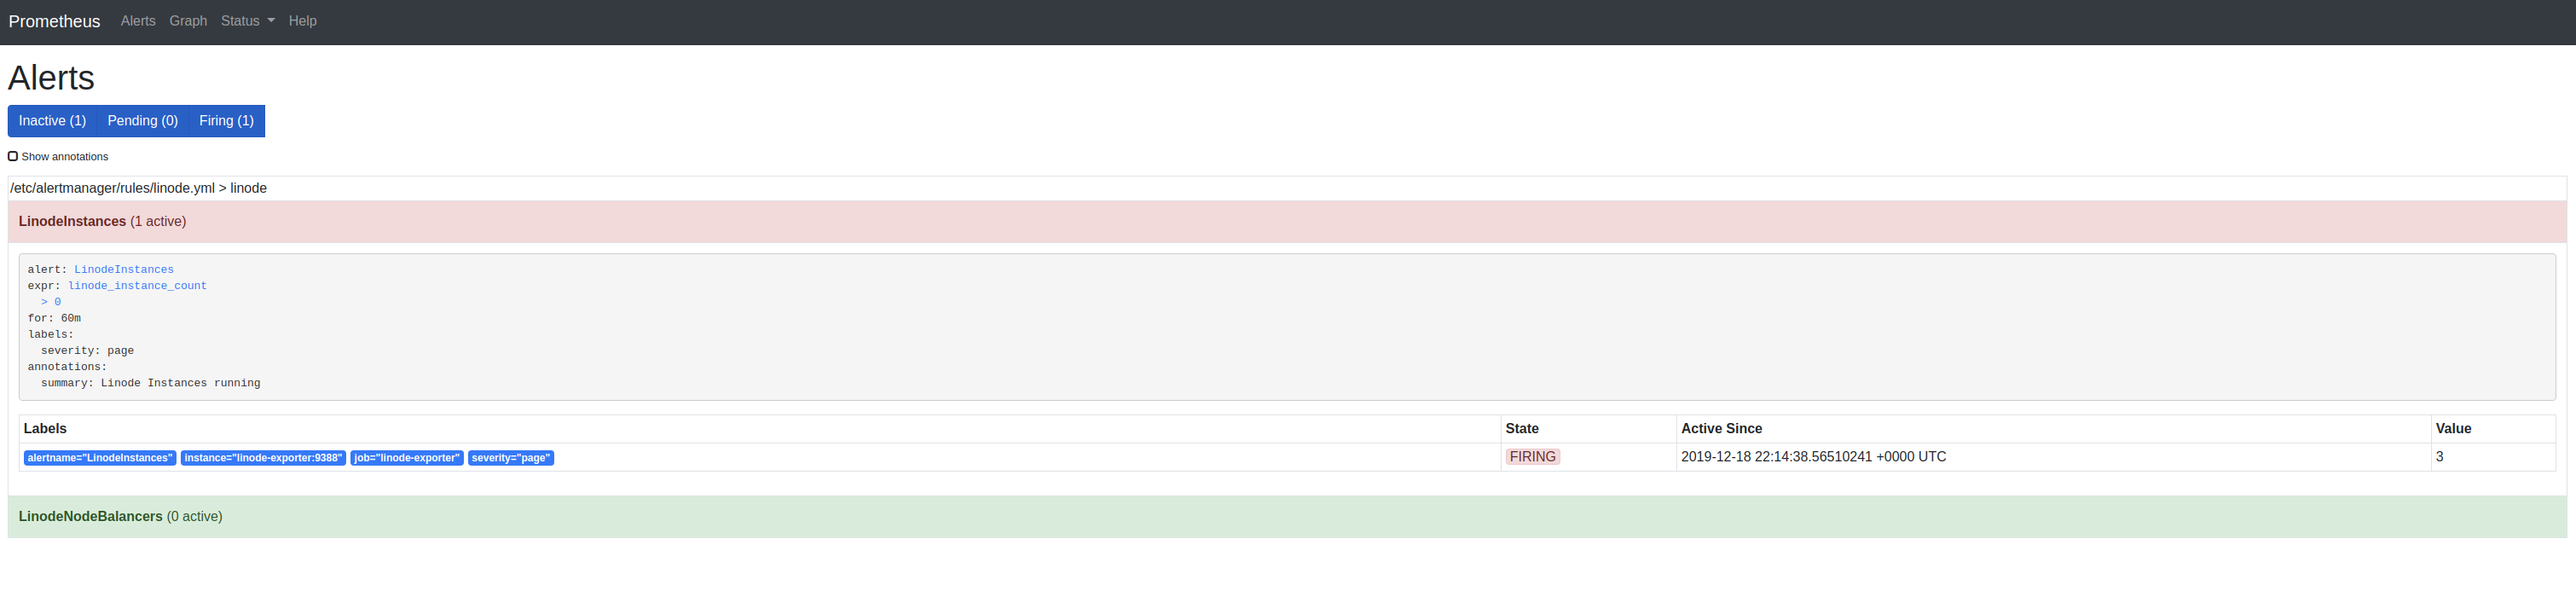 Prometheus Alerts Graph Status Help
Alerts
Inactive (1) Pending (0) Firing (1)
Show annotations
/etc/alertmanager/rules/linode.yml > linode
LinodeInstances (1 active)
alert: LinodeInstances
expr: linode_instance_count
  > 0
for: 60m
labels:
  severity: page
annotations:
  summary: Linode Instances running
Labels State Active Since Value
alertname="LinodeInstances" instance="linode-exporter:9388" job="linode-exporter" severity="page" FIRING 2019-12-18 22:14:38.56510241 +0000 UTC 3
LinodeNodeBalancers (0 active)